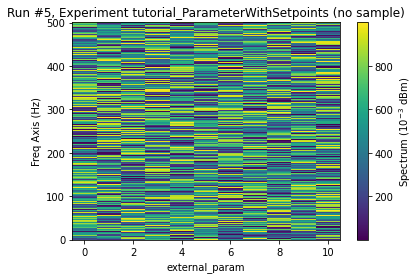 Run #5, Experiment tutorial_ParameterWithSetpoints (no sample)
500
400
300
200
100
0
Freq Axis (Hz)
0 2 4 6 8 10
external_param
800
600
400
200
Spectrum (10⁻³ dBm)